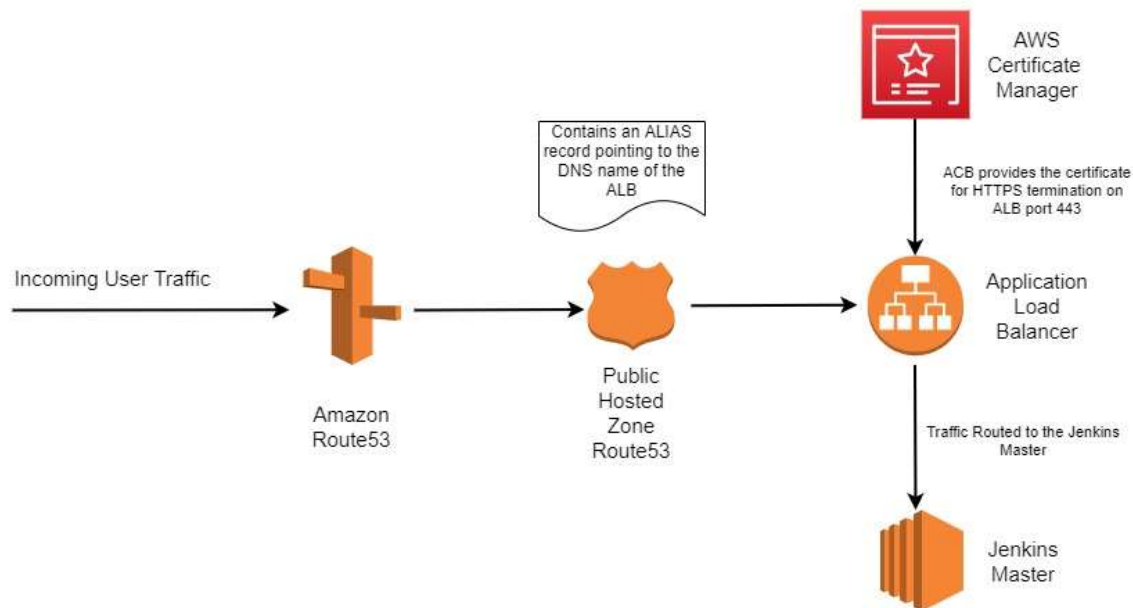 AWS
Certificate
Manager
Contains an ALIAS
record pointing to the
DNS name of the
ALB
ACB provides the certificate
for HTTPS termination on
ALB port 443
Incoming User Traffic
Application
Load
Balancer
Amazon
Route53
Public
Hosted
Zone
Route53
Traffic Routed to the Jenkins
Master
Jenkins
Master